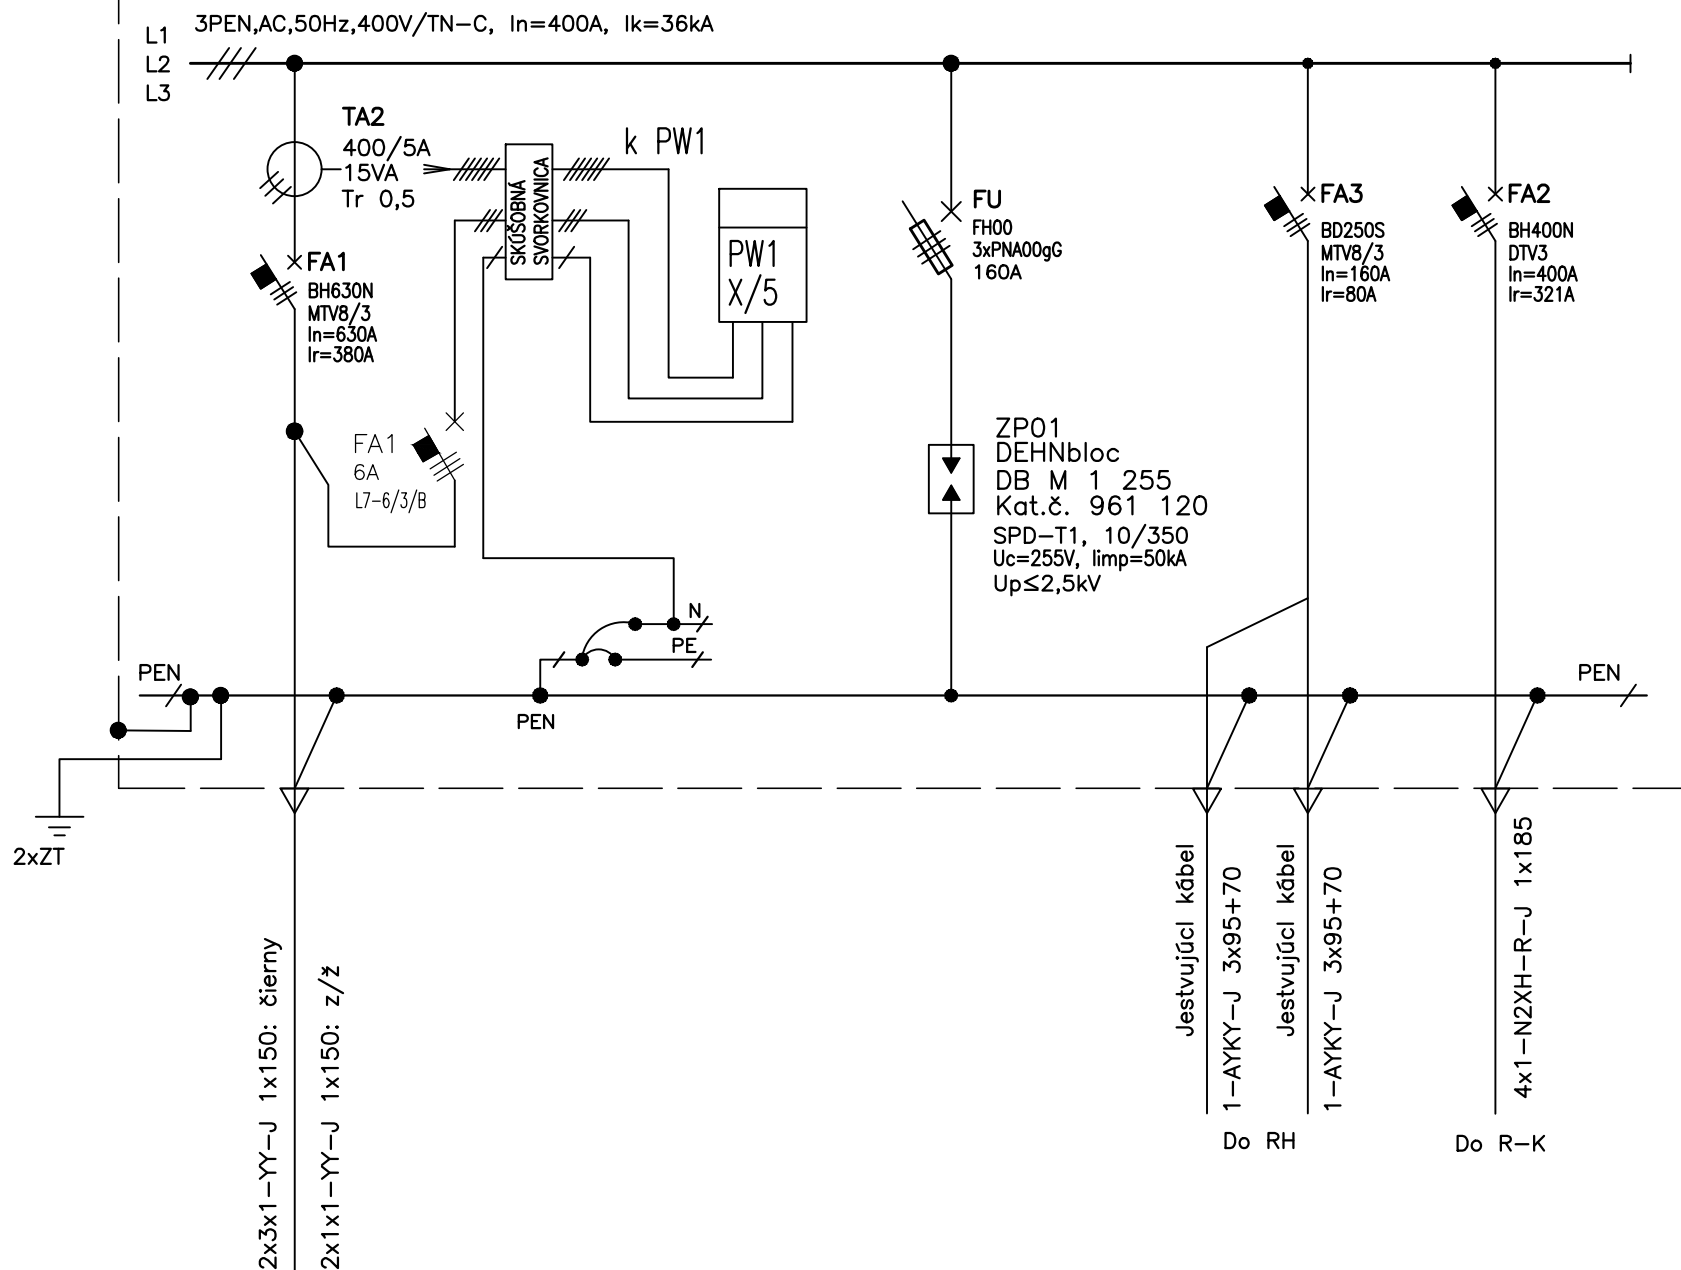 3PEN,AC,50Hz,400V/TN-C, In=400A, Ik=36kA
L1
L2
L3
TA2
400/5A
15VA
Tr 0,5
SKÚŠOBNÁ
SVORKOVNICA
k PW1
PW1
X/5
FA1
BH630N
MTV8/3
In=630A
Ir=380A
FA1
6A
L7-6/3/B
FU
FH00
3xPNA00gG
160A
FA3
BD250S
MTV8/3
In=160A
Ir=80A
FA2
BH400N
DTV3
In=400A
Ir=321A
ZP01
DEHNbloc
DB M 1 255
Kat.č. 961 120
SPD-T1, 10/350
Uc=255V, Iimp=50kA
Up≤2,5kV
N
PE
PEN
PEN
PEN
2xZT
2x3x1-YY-J 1x150: čierny
2x1x1-YY-J 1x150: z/ž
Jestvujúci kábel
1-AYKY-J 3x95+70
Jestvujúci kábel
1-AYKY-J 3x95+70
4x1-N2XH-R-J 1x185
Do RH
Do R-K